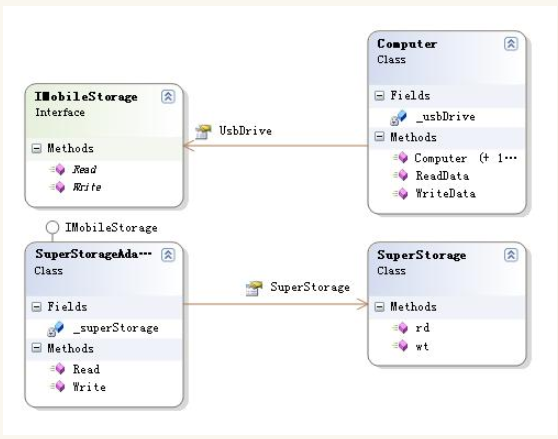 Computer
Class
Fields
_usbDrive
Methods
Computer (+ 1...
ReadData
WriteData
IMobileStorage
Interface
Methods
Read
Write
UsbDrive
IMobileStorage
SuperStorageAda...
Class
Fields
_superStorage
Methods
Read
Write
SuperStorage
SuperStorage
Class
Methods
rd
wt